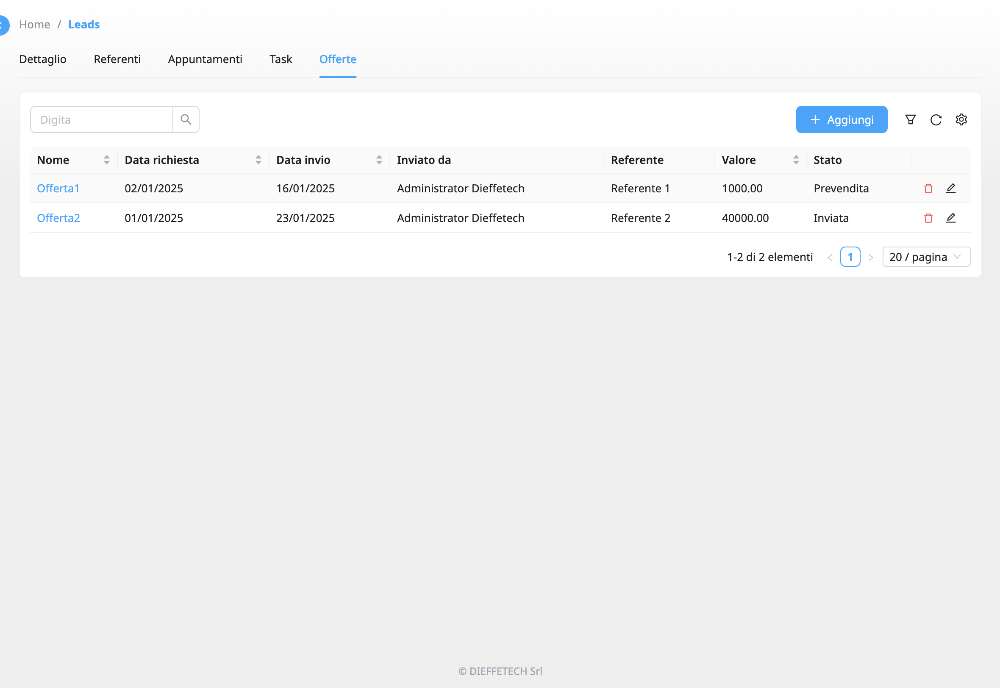 Home / Leads
Dettaglio Referenti Appuntamenti Task Offerte
Digita
Aggiungi
Nome Data richiesta Data invio Inviato da Referente Valore Stato
Offerta1 02/01/2025 16/01/2025 Administrator Dieffetech Referente 1 1000.00 Prevendita
Offerta2 01/01/2025 23/01/2025 Administrator Dieffetech Referente 2 40000.00 Inviata
1-2 di 2 elementi < 1 > 20 / pagina
© DIEFFETECH Srl